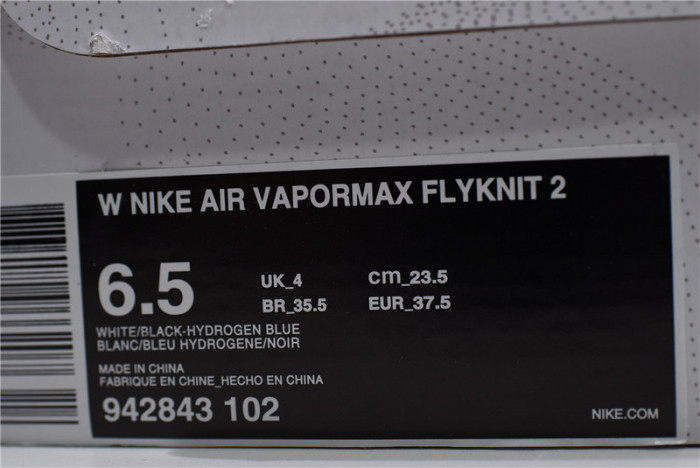 W NIKE AIR VAPORMAX FLYKNIT 2
6.5
UK_4 cm_23.5
BR_35.5 EUR_37.5
WHITE/BLACK-HYDROGEN BLUE
BLANC/BLEU HYDROGENE/NOIR
MADE IN CHINA
FABRIQUE EN CHINE_HECHO EN CHINA
942843 102
NIKE.COM